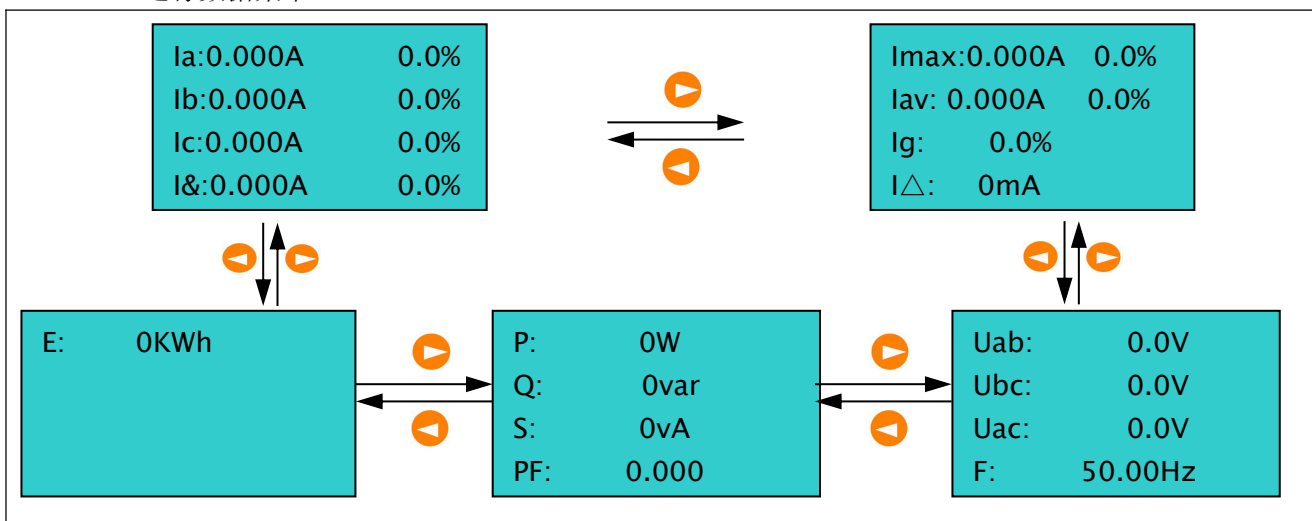 Ia:0.000A 0.0%
Ib:0.000A 0.0%
Ic:0.000A 0.0%
I&:0.000A 0.0%
Imax:0.000A 0.0%
Iav: 0.000A 0.0%
Ig: 0.0%
I△: 0mA
E: 0KWh
P: 0W
Q: 0var
S: 0vA
PF: 0.000
Uab: 0.0V
Ubc: 0.0V
Uac: 0.0V
F: 50.00Hz